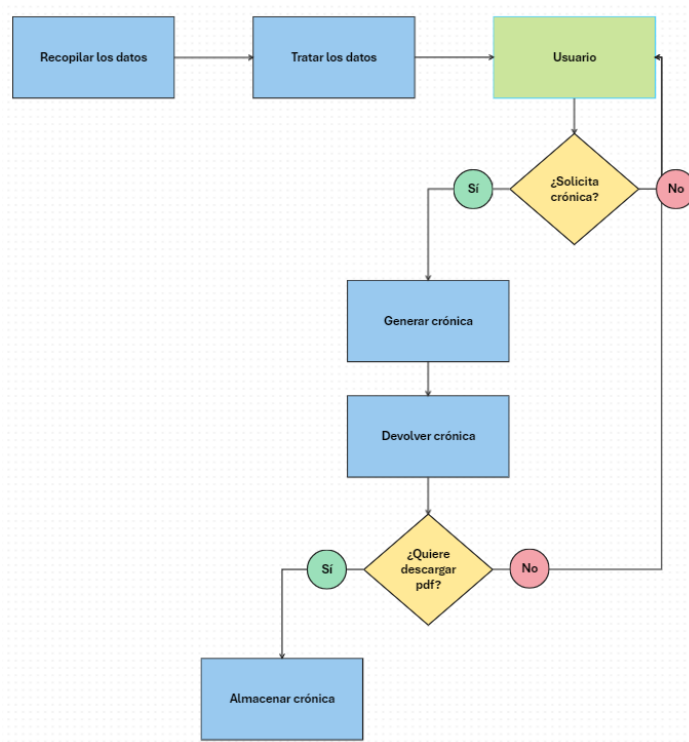 Recopilar los datos
Tratar los datos
Usuario
¿Solicita
crónica?
Sí
No
Generar crónica
Devolver crónica
¿Quiere
descargar
pdf?
Sí
No
Almacenar crónica